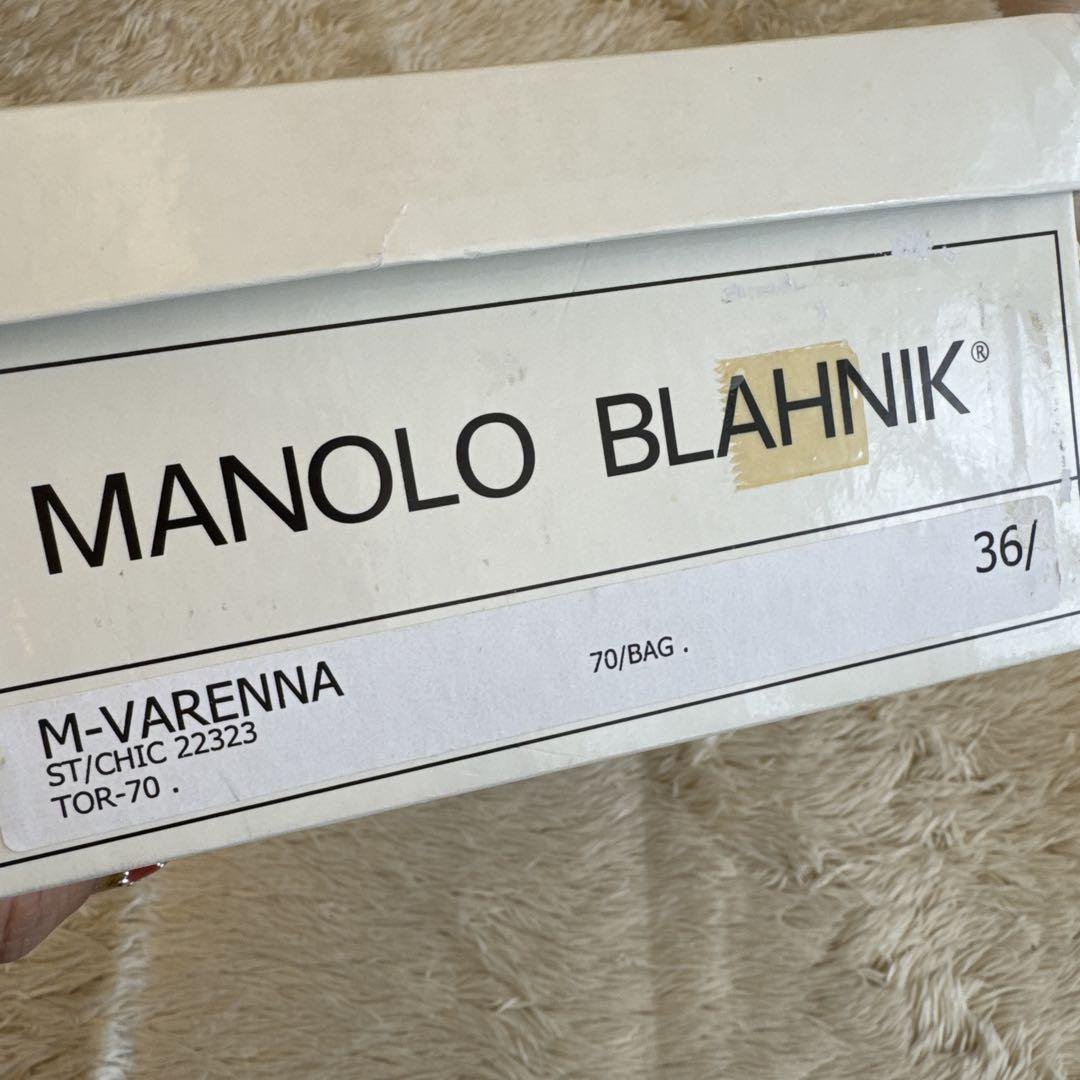 MANOLO BLAHNIK®
36/
M-VARENNA
70/BAG .
ST/CHIC 22323
TOR-70 .